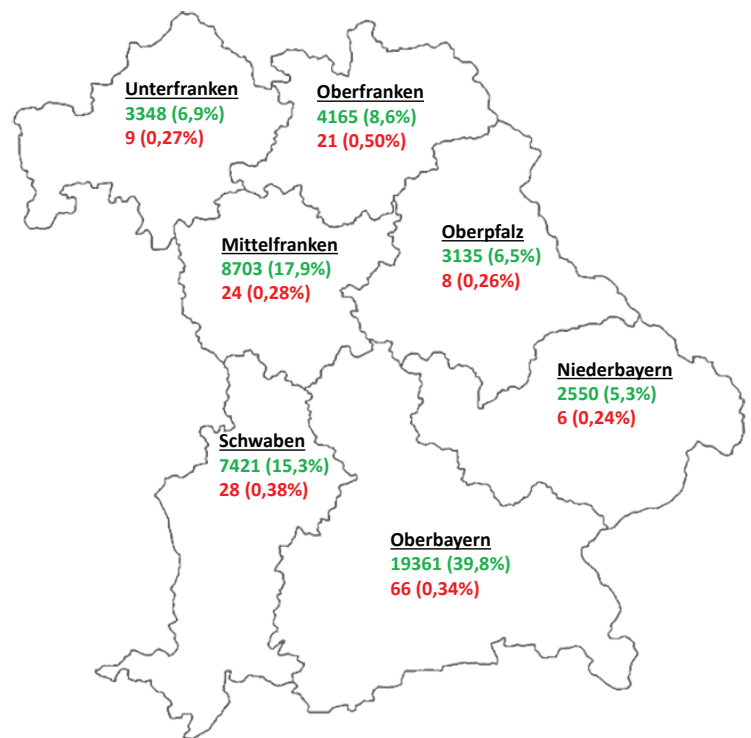 Unterfranken
3348 (6,9%)
9 (0,27%)
Oberfranken
4165 (8,6%)
21 (0,50%)
Mittelfranken
8703 (17,9%)
24 (0,28%)
Oberpfalz
3135 (6,5%)
8 (0,26%)
Niederbayern
2550 (5,3%)
6 (0,24%)
Schwaben
7421 (15,3%)
28 (0,38%)
Oberbayern
19361 (39,8%)
66 (0,34%)